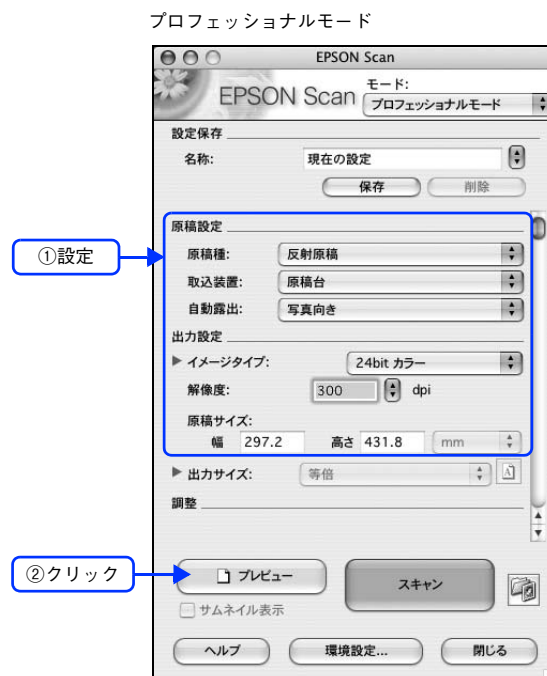 プロフェッショナルモード
EPSON Scan
EPSON Scan
モード:
プロフェッショナルモード
設定保存
名称: 現在の設定
保存 削除
原稿設定
①設定
原稿種: 反射原稿
取込装置: 原稿台
自動露出: 写真向き
出力設定
イメージタイプ: 24bit カラー
解像度: 300 dpi
原稿サイズ:
幅 297.2 高さ 431.8 mm
出力サイズ: 等倍 A
調整
②クリック
プレビュー スキャン
サムネイル表示
ヘルプ 環境設定... 閉じる